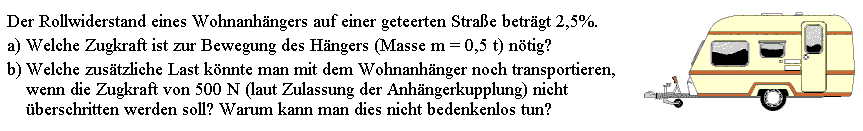 Der Rollwiderstand eines Wohnanhängers auf einer geteerten Straße beträgt 2,5%.
a) Welche Zugkraft ist zur Bewegung des Hängers (Masse m = 0,5 t) nötig?
b) Welche zusätzliche Last könnte man mit dem Wohnanhänger noch transportieren,
wenn die Zugkraft von 500 N (laut Zulassung der Anhängerkupplung) nicht
überschritten werden soll? Warum kann man dies nicht bedenkenlos tun?